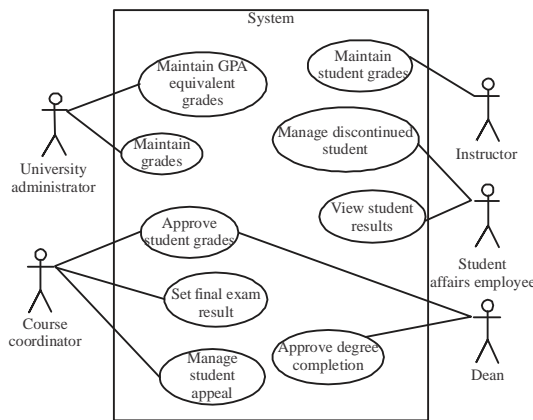 System
Maintain GPA
equivalent
grades
Maintain
student grades
University
administrator
Maintain
grades
Manage discontinued
student
Instructor
View student
results
Student
affairs employee
Approve
student grades
Course
coordinator
Set final exam
result
Manage
student
appeal
Approve degree
completion
Dean